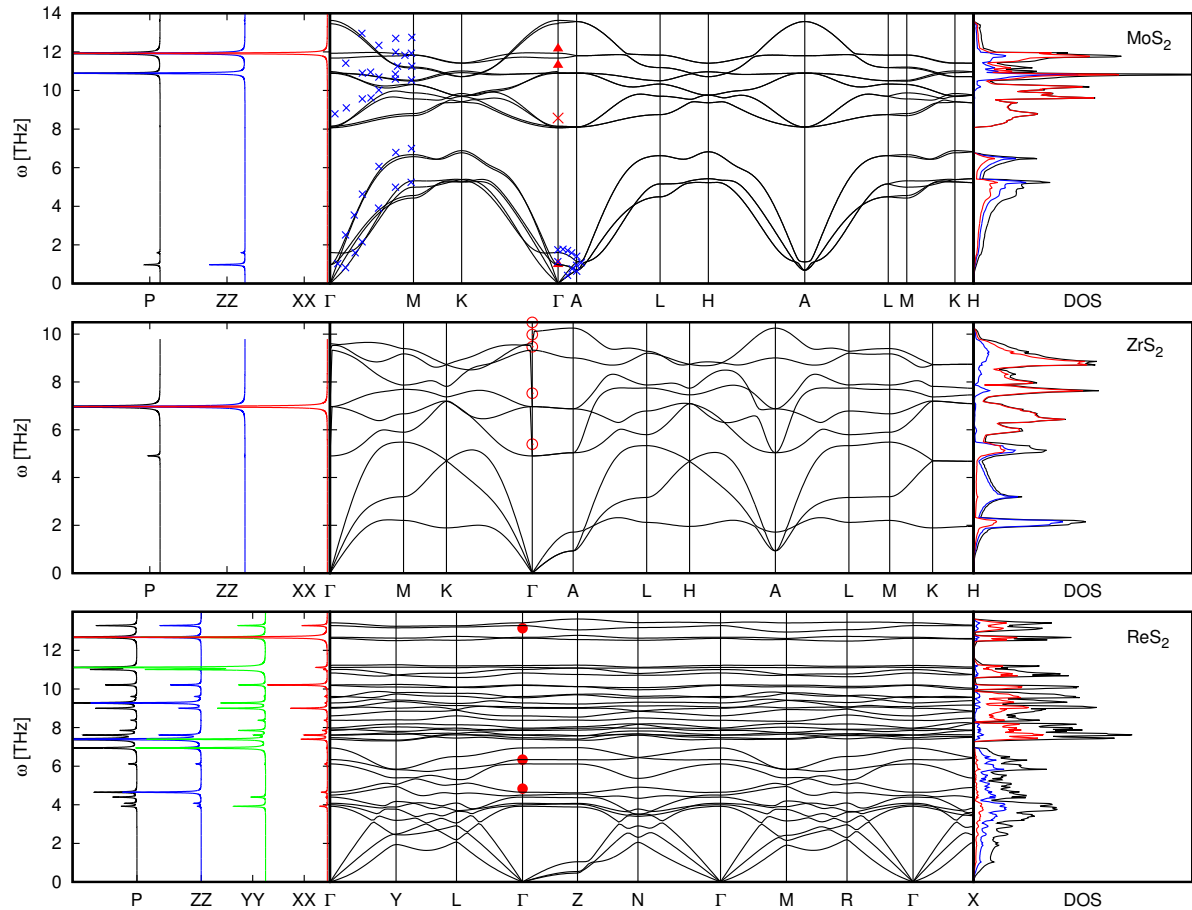 14
12
10
8
6
4
2
0
ω [THz]
MoS2
P ZZ XX Γ M K Γ A L H A L M K H DOS
10
8
6
4
2
0
ω [THz]
ZrS2
P ZZ XX Γ M K Γ A L H A L M K H DOS
12
10
8
6
4
2
0
ω [THz]
ReS2
P ZZ YY XX Γ Y L Γ Z N Γ M R Γ X DOS